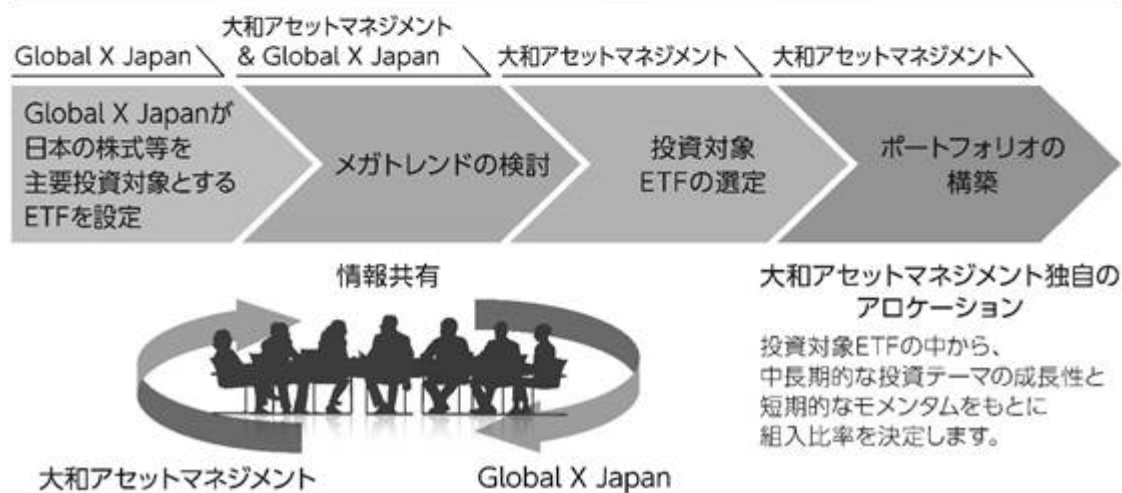 Global X Japan
大和アセットマネジメント
& Global X Japan
大和アセットマネジメント
大和アセットマネジメント
Global X Japanが
日本の株式等を
主要投資対象とする
ETFを設定
メガトレンドの検討
投資対象
ETFの選定
ポートフォリオの
構築
情報共有
大和アセットマネジメント
Global X Japan
大和アセットマネジメント独自の
アロケーション
投資対象ETFの中から、
中長期的な投資テーマの成長性と
短期的なモメンタムをもとに
組入比率を決定します。